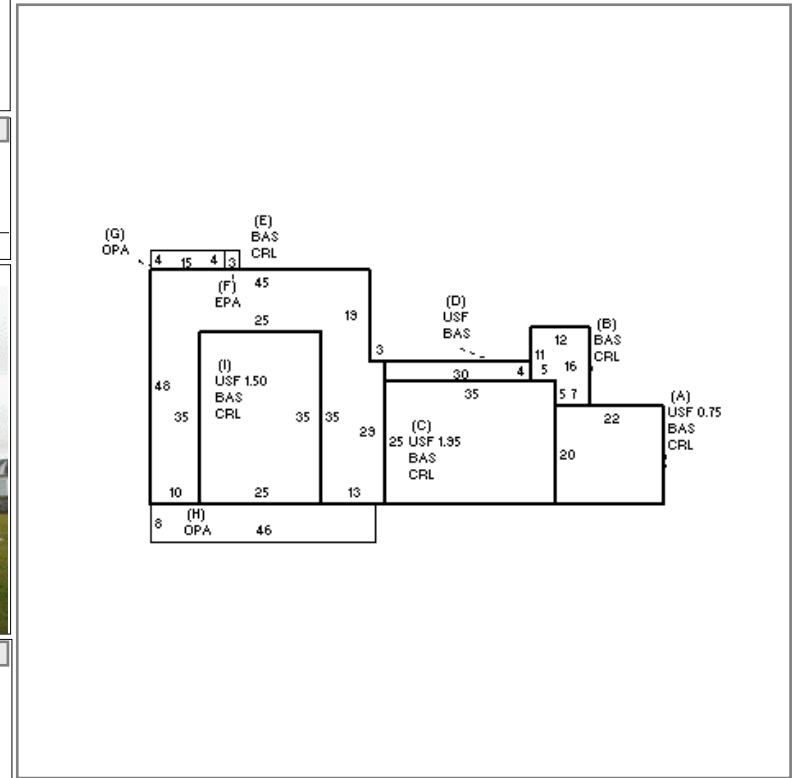 (G)
OPA
(E)
BAS
CRL
4 15 4 3
(F)
EPA
45
19
25
(D)
USF
BAS
3
12
(B)
BAS
CRL
11
5 16
30 4
35
5 7
(A)
USF 0.75
BAS
CRL
22
48
(I)
USF 1.50
BAS
CRL
35 35 35
29
(C)
25 USF 1.95
BAS
CRL
20
10 25 13
(H)
OPA
8 46